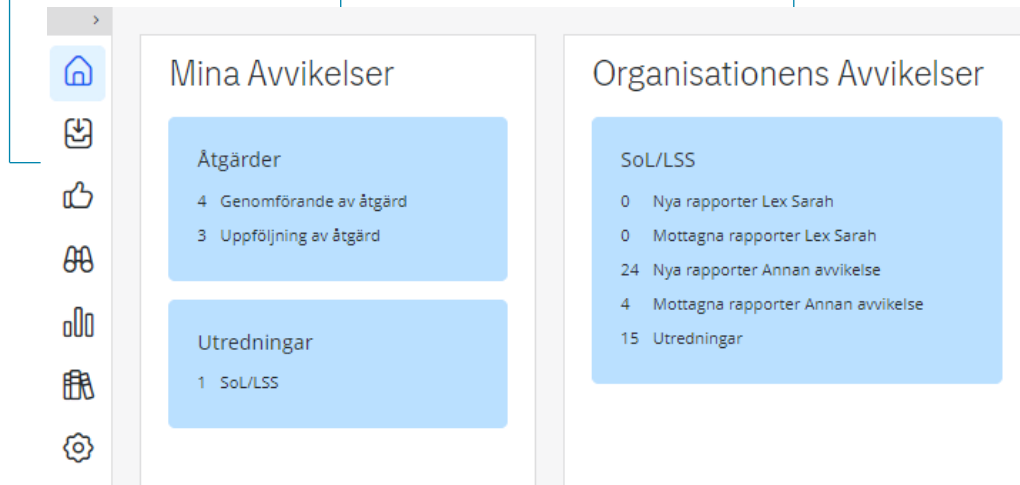 Mina Avvikelser
Åtgärder
4 Genomförande av åtgärd
3 Uppföljning av åtgärd
Utredningar
1 SoL/LSS
Organisationens Avvikelser
SoL/LSS
0 Nya rapporter Lex Sarah
0 Mottagna rapporter Lex Sarah
24 Nya rapporter Annan avvikelse
4 Mottagna rapporter Annan avvikelse
15 Utredningar